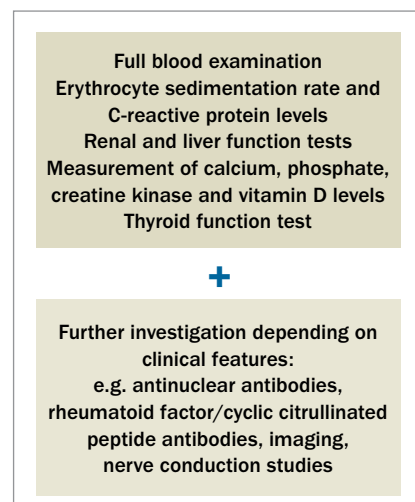 Full blood examination
Erythrocyte sedimentation rate and
C-reactive protein levels
Renal and liver function tests
Measurement of calcium, phosphate,
creatine kinase and vitamin D levels
Thyroid function test
+
Further investigation depending on
clinical features:
e.g. antinuclear antibodies,
rheumatoid factor/cyclic citrullinated
peptide antibodies, imaging,
nerve conduction studies